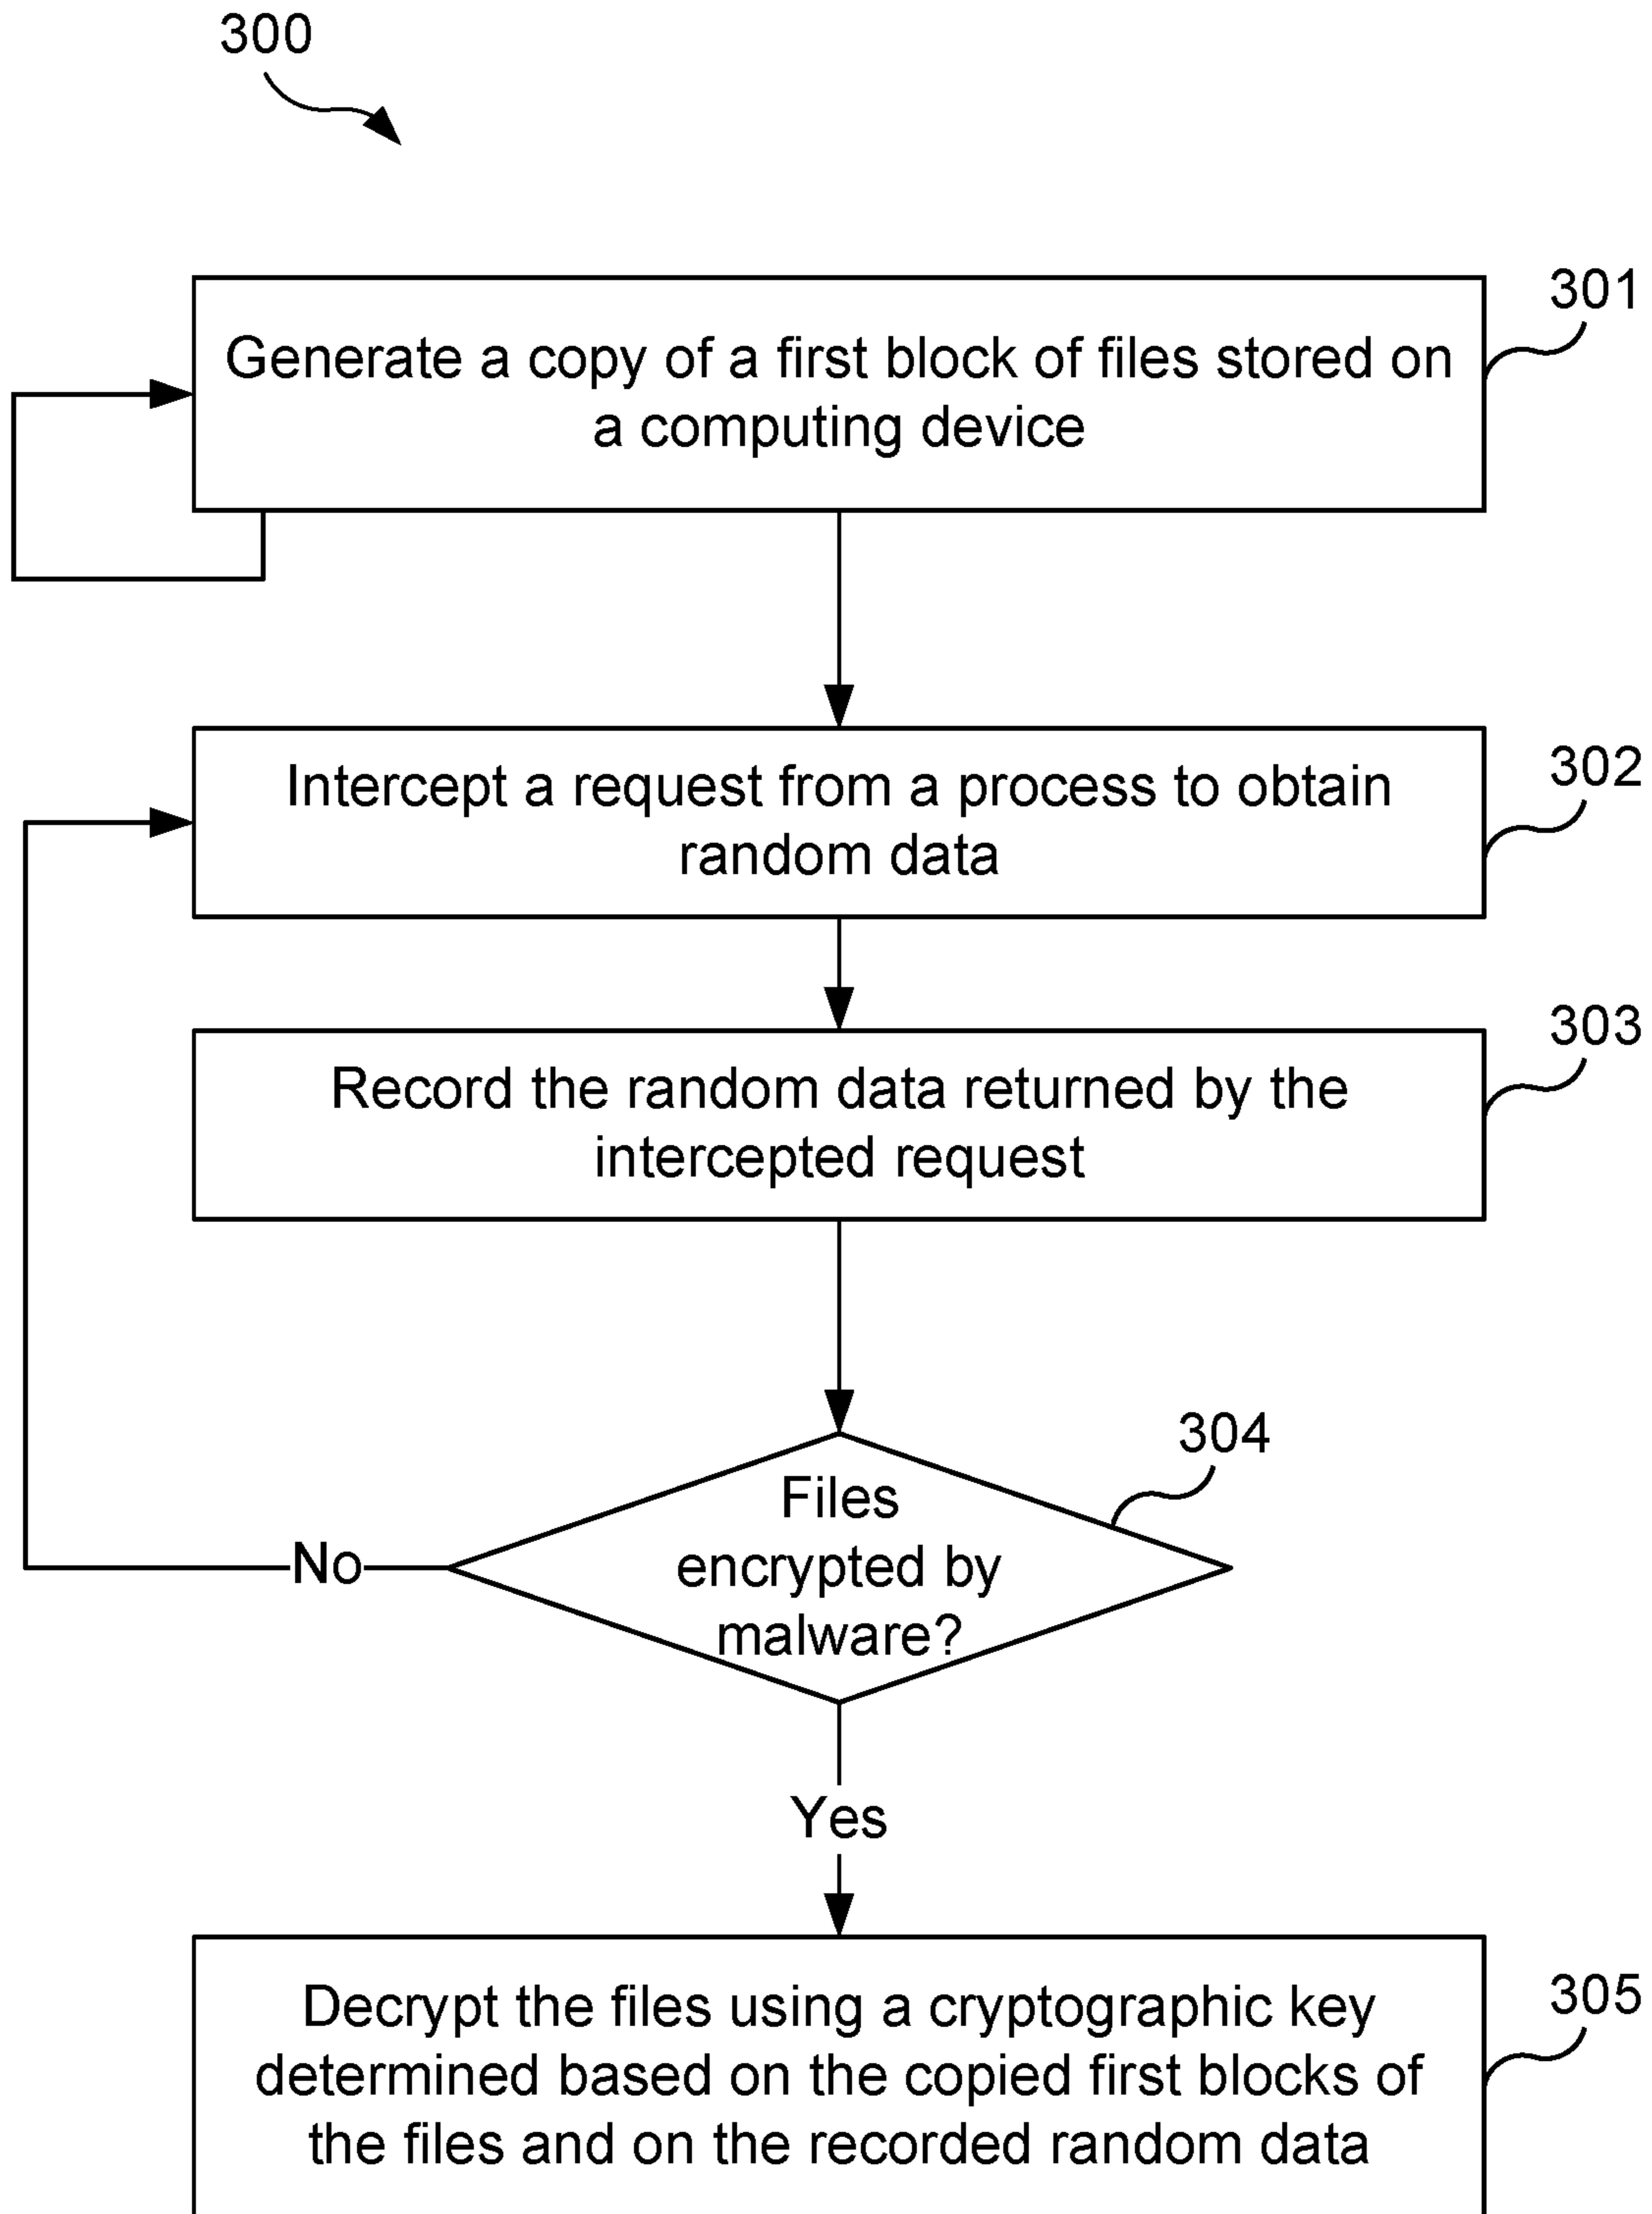 300
301
Generate a copy of a first block of files stored on
a computing device
302
Intercept a request from a process to obtain
random data
303
Record the random data returned by the
intercepted request
304
Files
encrypted by
malware?
No
Yes
305
Decrypt the files using a cryptographic key
determined based on the copied first blocks of
the files and on the recorded random data